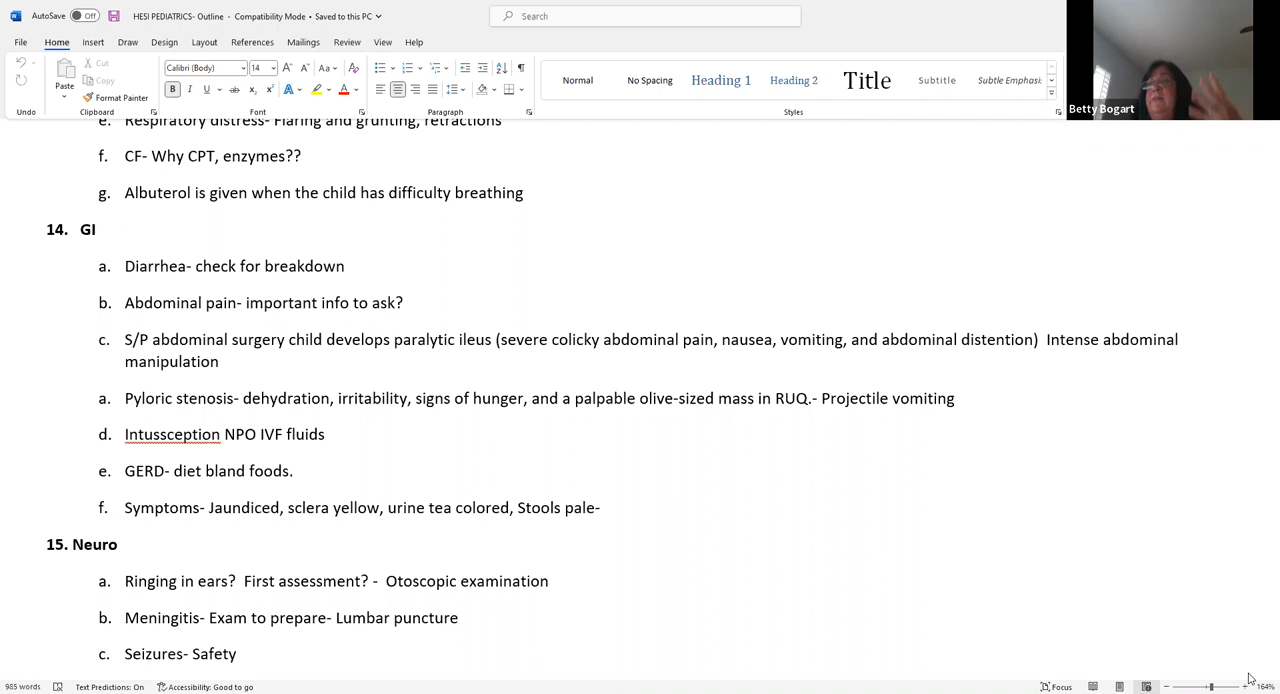 AutoSave Off HESI PEDIATRICS- Outline - Compatibility Mode • Saved to this PC Search
File Home Insert Draw Design Layout References Mailings Review View Help
Cut
Copy
Paste
Format Painter
Calibri (Body) 14
Normal No Spacing Heading 1 Heading 2 Title Subtitle Subtle Emphasis
Undo Clipboard Font Paragraph Styles
Betty Bogart
e. Respiratory distress- Flaring and grunting, retractions
f. CF- Why CPT, enzymes??
g. Albuterol is given when the child has difficulty breathing
14. GI
a. Diarrhea- check for breakdown
b. Abdominal pain- important info to ask?
c. S/P abdominal surgery child develops paralytic ileus (severe colicky abdominal pain, nausea, vomiting, and abdominal distention) Intense abdominal
manipulation
a. Pyloric stenosis- dehydration, irritability, signs of hunger, and a palpable olive-sized mass in RUQ.- Projectile vomiting
d. Intussception NPO IVF fluids
e. GERD- diet bland foods.
f. Symptoms- Jaundiced, sclera yellow, urine tea colored, Stools pale-
15. Neuro
a. Ringing in ears? First assessment? - Otoscopic examination
b. Meningitis- Exam to prepare- Lumbar puncture
c. Seizures- Safety
985 words Text Predictions: On Accessibility: Good to go Focus 164%